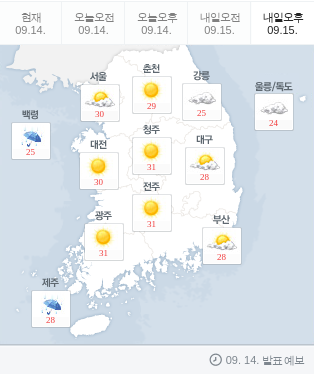 현재 오늘오전 오늘오후 내일오전 내일오후
09.14. 09.14. 09.14. 09.15. 09.15.
춘천
29
서울
30
강릉
25
울릉/독도
24
백령
25
청주
31
대전
30
대구
28
전주
31
광주
31
부산
28
제주
28
09. 14. 발표 예보